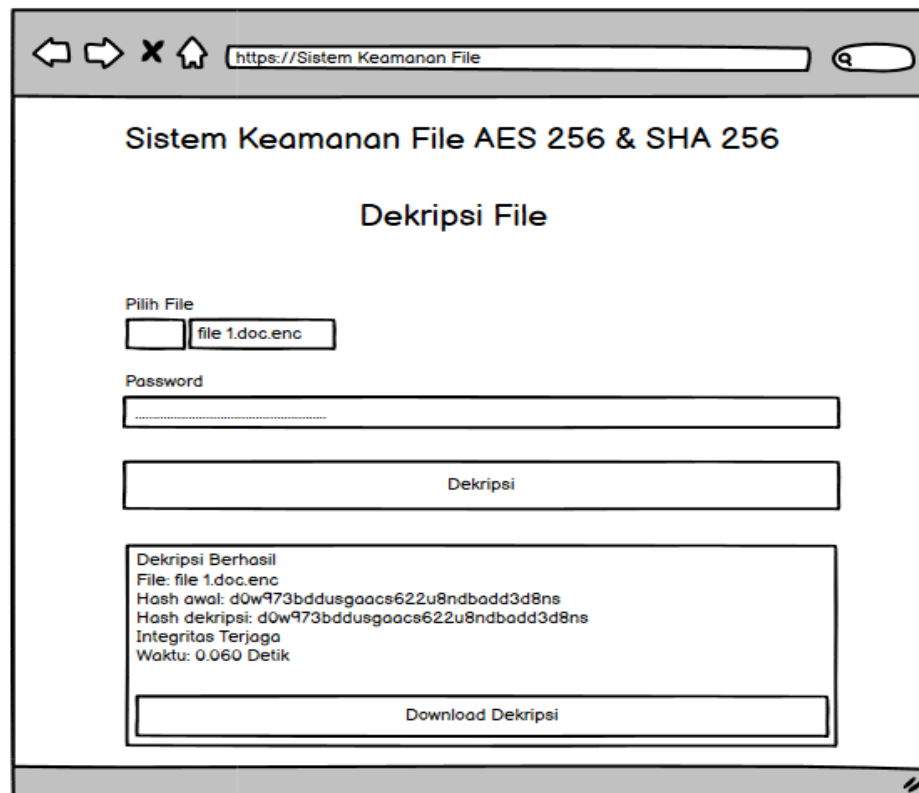 https://Sistem Keamanan File
Sistem Keamanan File AES 256 & SHA 256
Dekripsi File
Pilih File
file 1.doc.enc
Password
Dekripsi
Dekripsi Berhasil
File: file 1.doc.enc
Hash awal: d0w973bddusgaacs622u8ndbadd3d8ns
Hash dekripsi: d0w973bddusgaacs622u8ndbadd3d8ns
Integritas Terjaga
Waktu: 0.060 Detik
Download Dekripsi